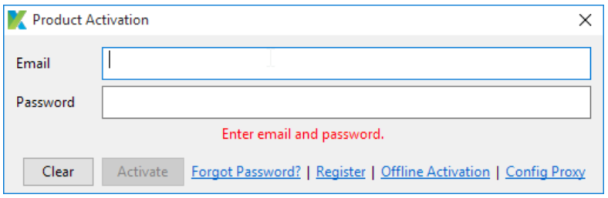 Product Activation
Email
Password
Enter email and password.
Clear Activate Forgot Password? | Register | Offline Activation | Config Proxy